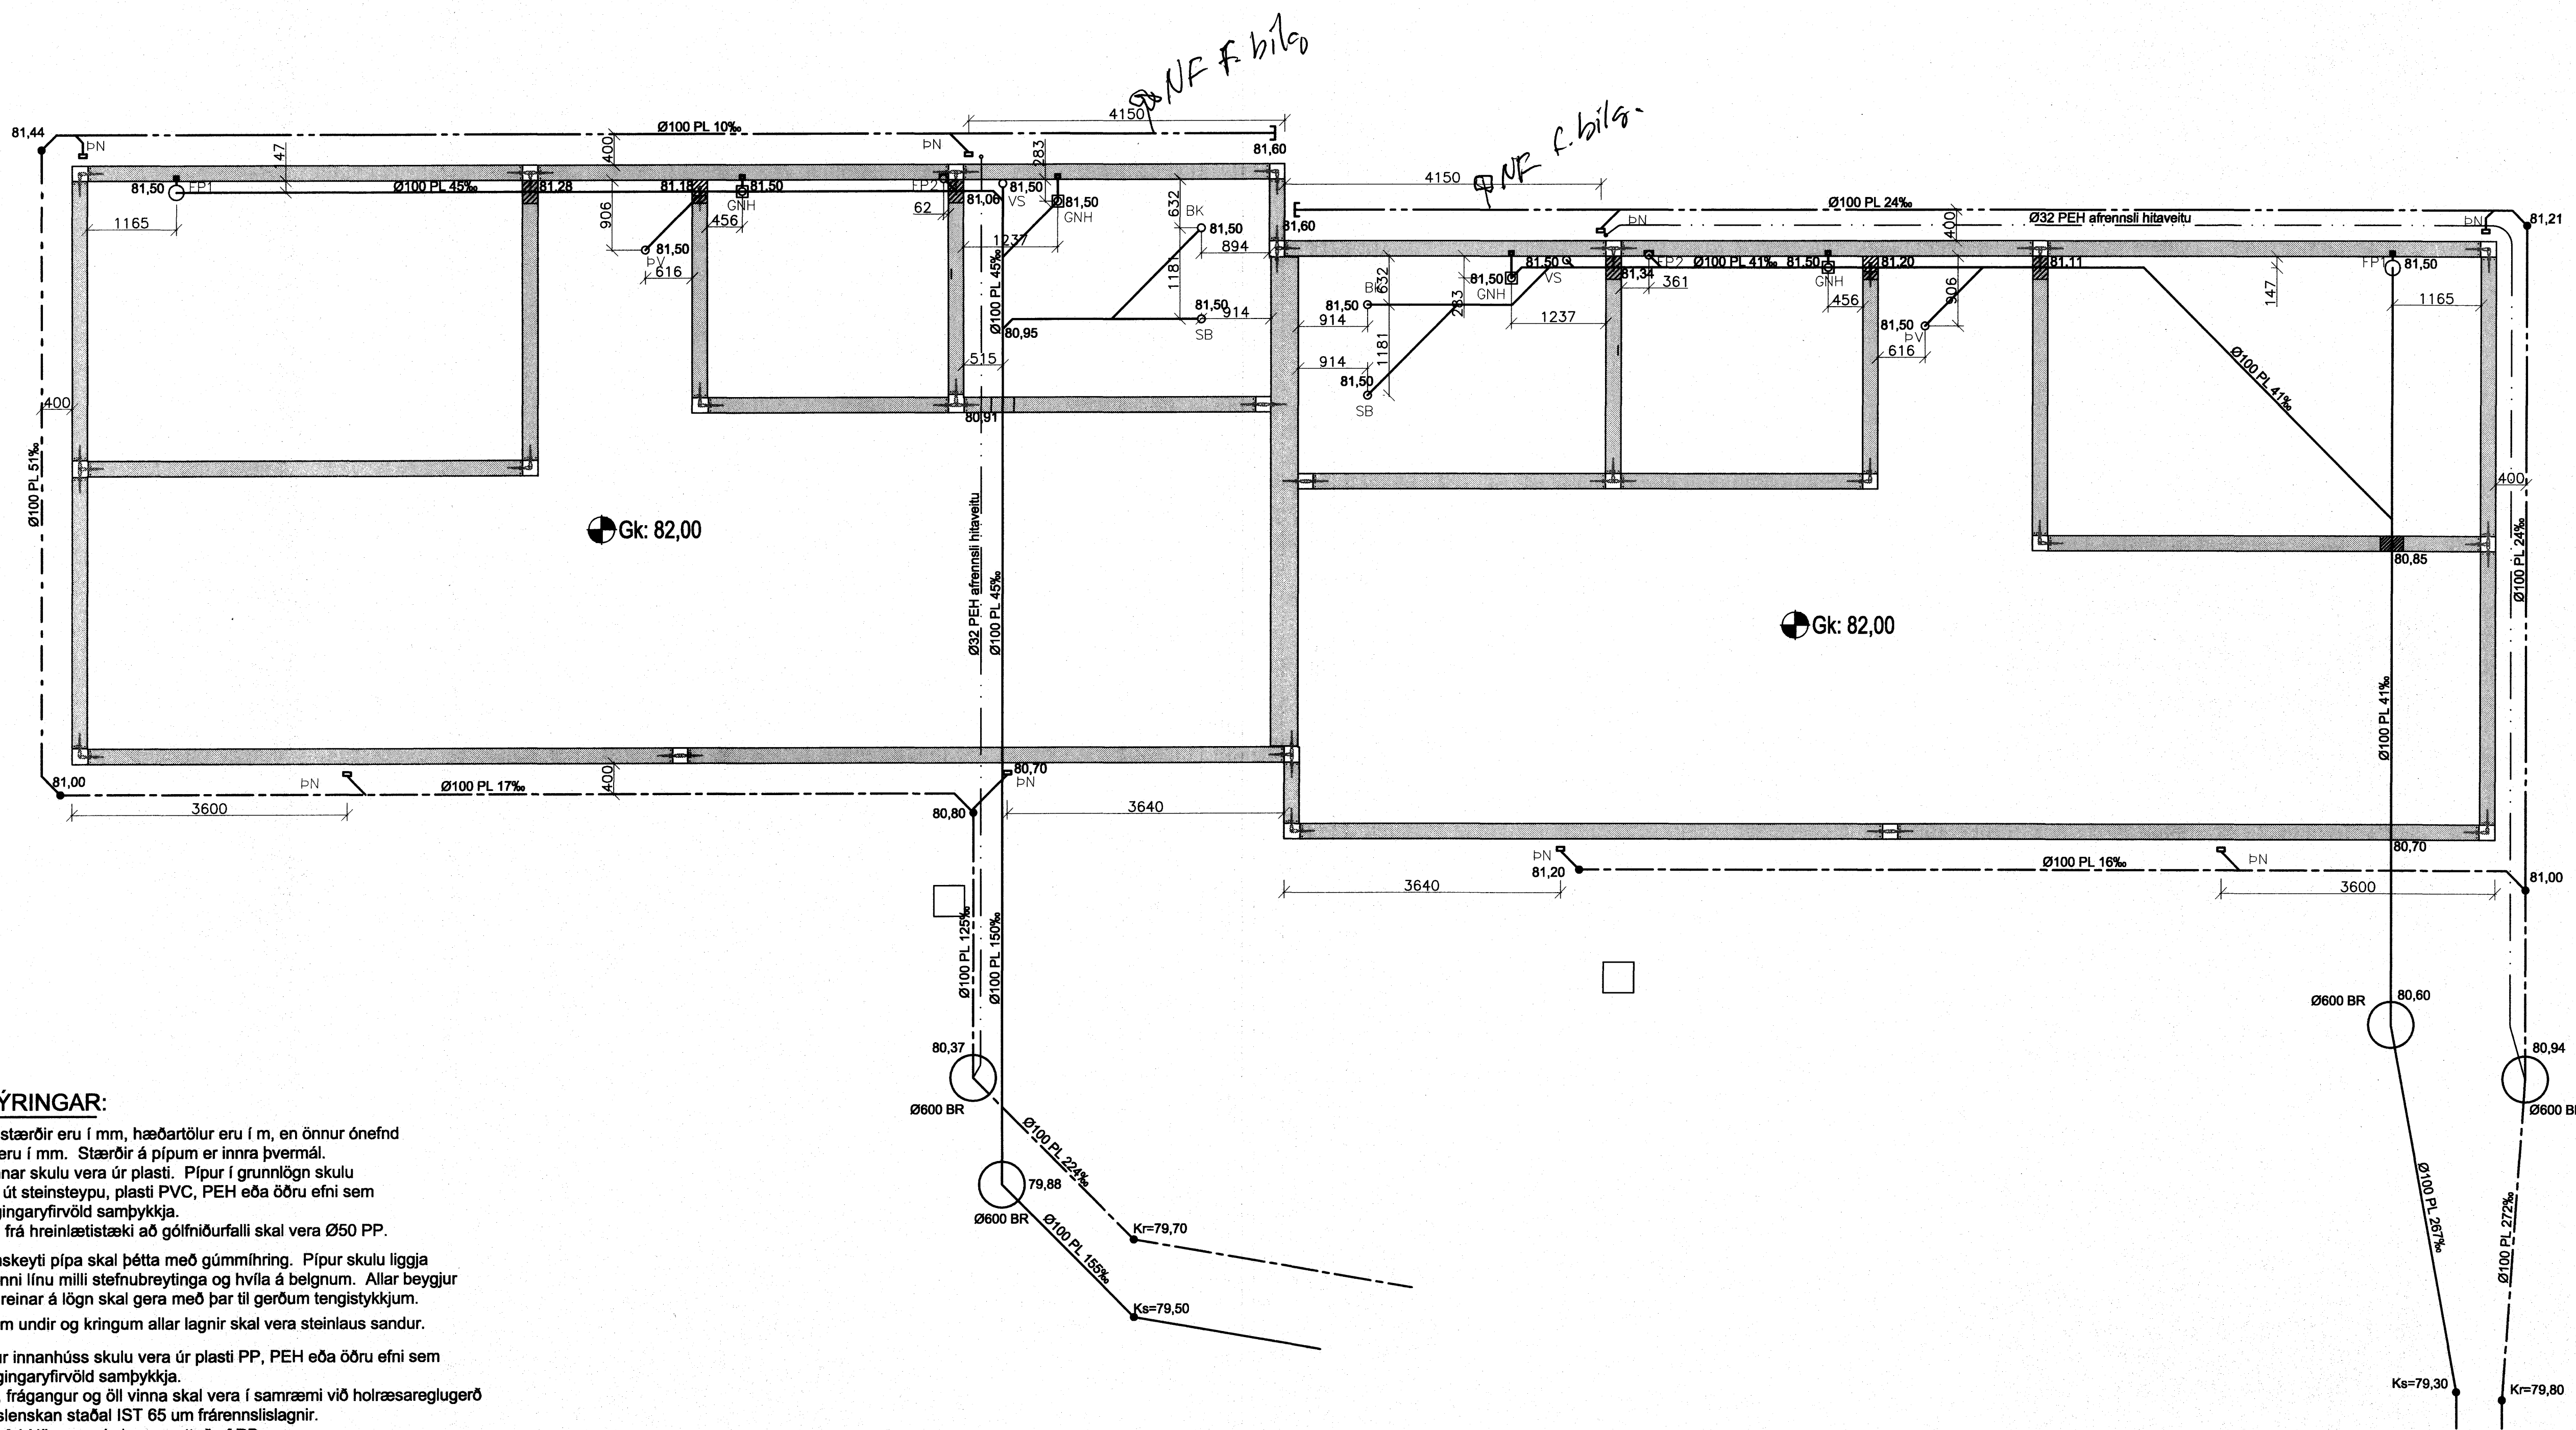 NF F. bílg
NF f. bílg.
4150
81,44
Ø100 PL 10‰
ÞN
ÞN
147
400
283
81,60
4150
Ø100 PL 24‰
81,50
FP1
Ø100 PL 45‰
81.28
81.18
81,50
GNH
FP2
81,06
81,50
VS
81,50
GNH
632
BK
81,50
81,60
ÞN
Ø32 PEH afrennsli hitaveitu
400
ÞN
81,21
1165
906
456
62
1237
894
81,50
ÞV
616
Ø100 PL 45‰
1181
81,50
914
SB
80,95
515
632
283
81,50
GNH
81,50
VS
81,34
FP2
361
Ø100 PL 41‰
81,50
GNH
81,20
456
906
81.11
147
FP1
81,50
1165
BK
81,50
914
1237
1181
914
81,50
SB
81,50
ÞV
616
Ø100 PL 41‰
400
80,91
Ø100 PL 51‰
Gk: 82,00
Ø32 PEH afrennsli hitaveitu
Ø100 PL 45‰
Gk: 82,00
400
Ø100 PL 24‰
80,85
Ø100 PL 41‰
81,00
ÞN
Ø100 PL 17‰
400
80,70
ÞN
3600
80,80
3640
80,70
ÞN
81,20
Ø100 PL 16‰
ÞN
81,00
3640
3600
Ø100 PL 125‰
Ø100 PL 150‰
Ø600 BR
80,60
80,37
80,94
Ø600 BR
Ø100 PL 224‰
79,88
Ø600 BR
Ø100 PL 155‰
Kr=79,70
Ks=79,50
Ø100 PL 267‰
Ø100 PL 272‰
Ks=79,30
Kr=79,80
ÝRINGAR:
stærðir eru í mm, hæðartölur eru í m, en önnur ónefnd
eru í mm. Stærðir á pípum er innra þvermál.
nar skulu vera úr plasti. Pípur í grunnlögn skulu
út steinsteypu, plasti PVC, PEH eða öðru efni sem
gingaryfirvöld samþykkja.
frá hreinlætistæki að gólfniðurfalli skal vera Ø50 PP.
skeyti pípa skal þétta með gúmmíhring. Pípur skulu liggja
nni línu milli stefnubreytinga og hvíla á belgnum. Allar beygjur
reinar á lögn skal gera með þar til gerðum tengistykkjum.
m undir og kringum allar lagnir skal vera steinlaus sandur.
ur innanhúss skulu vera úr plasti PP, PEH eða öðru efni sem
gingaryfirvöld samþykkja.
frágangur og öll vinna skal vera í samræmi við holræsareglugerð
slenskan staðal IST 65 um frárennslislagnir.